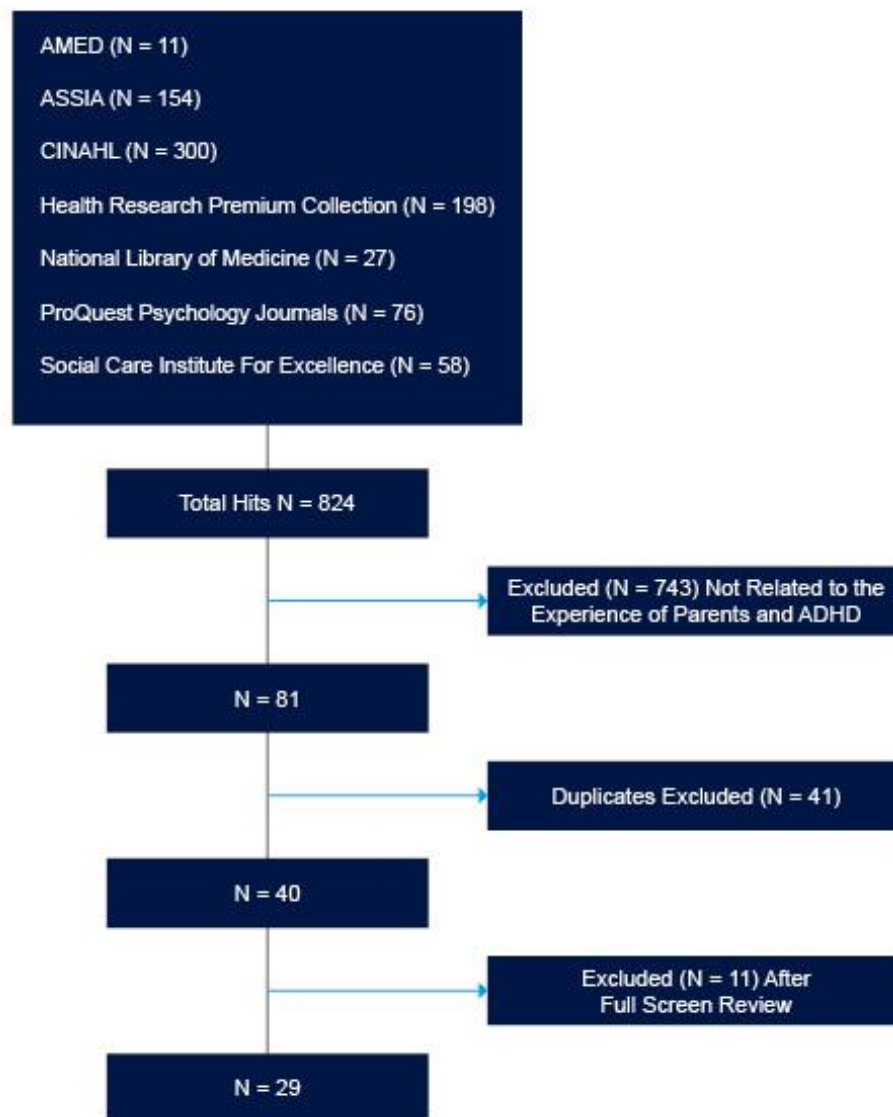 AMED (N = 11)
ASSIA (N = 154)
CINAHL (N = 300)
Health Research Premium Collection (N = 198)
National Library of Medicine (N = 27)
ProQuest Psychology Journals (N = 76)
Social Care Institute For Excellence (N = 58)
Total Hits N = 824
Excluded (N = 743) Not Related to the
Experience of Parents and ADHD
N = 81
Duplicates Excluded (N = 41)
N = 40
Excluded (N = 11) After
Full Screen Review
N = 29